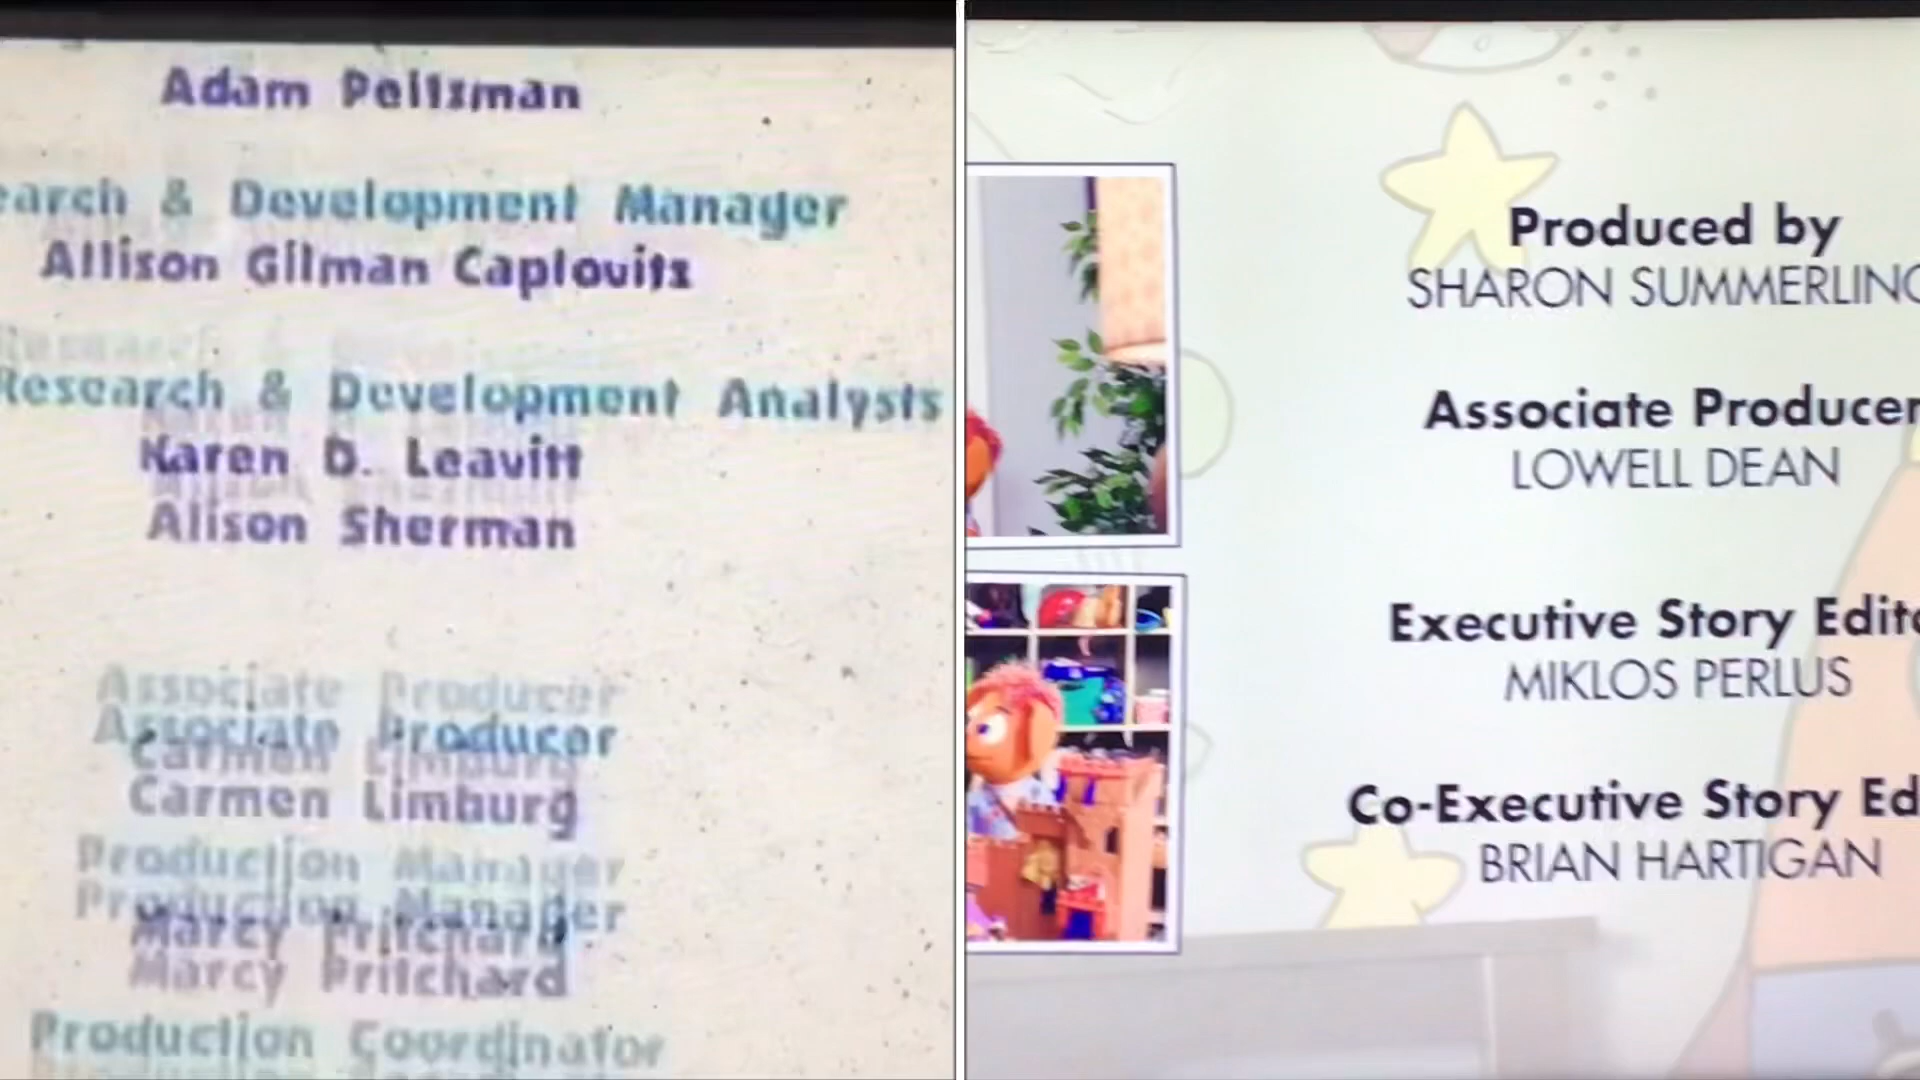 Adam Peltzman
earch & Development Manager
Allison Gilman Caplovitz
Research & Development Analysts
Karen D. Leavitt
Alison Sherman
Associate Producer
Carmen Limburg
Production Manager
Marcy Pritchard
Production Coordinator
Produced by
SHARON SUMMERLING
Associate Producer
LOWELL DEAN
Executive Story Edito
MIKLOS PERLUS
Co-Executive Story Ed
BRIAN HARTIGAN